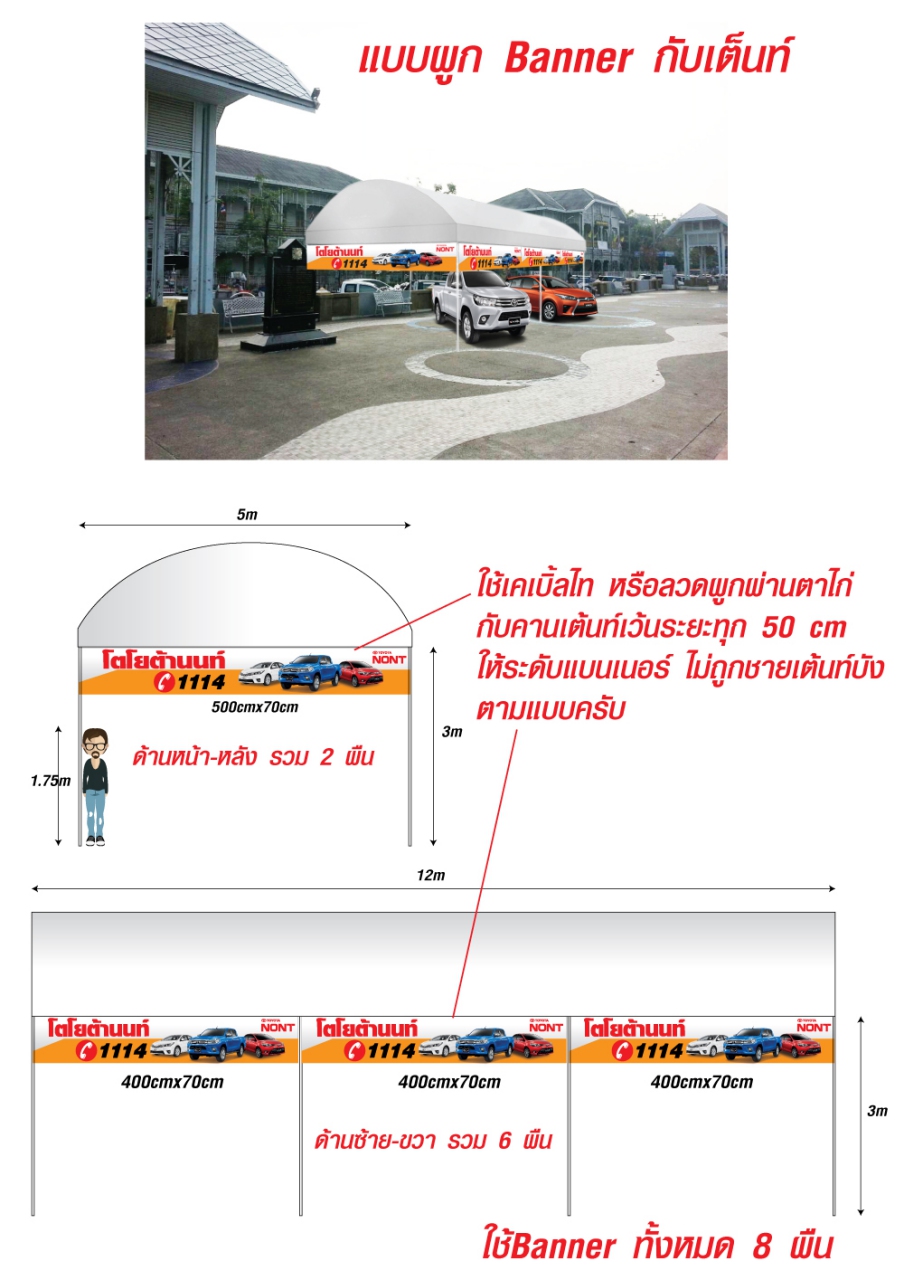 แบบผูก Banner กับเต็นท์
โตโยต้านนท์
NONT
1114
โตโยต้านนท์
1114
5m
ใช้เคเบิ้ลไท หรือลวดผูกผ่านตาไก่
กับคานเต้นท์เว้นระยะทุก 50 cm
ให้ระดับแบนเนอร์ ไม่ถูกชายเต้นท์บัง
ตามแบบครับ
โตโยต้านนท์
TOYOTA
NONT
1114
500cmx70cm
3m
1.75m
ด้านหน้า-หลัง รวม 2 ผืน
12m
โตโยต้านนท์ TOYOTA NONT โตโยต้านนท์ TOYOTA NONT โตโยต้านนท์ TOYOTA NONT
1114 1114 1114
400cmx70cm 400cmx70cm 400cmx70cm
3m
ด้านซ้าย-ขวา รวม 6 ผืน
ใช้Banner ทั้งหมด 8 ผืน